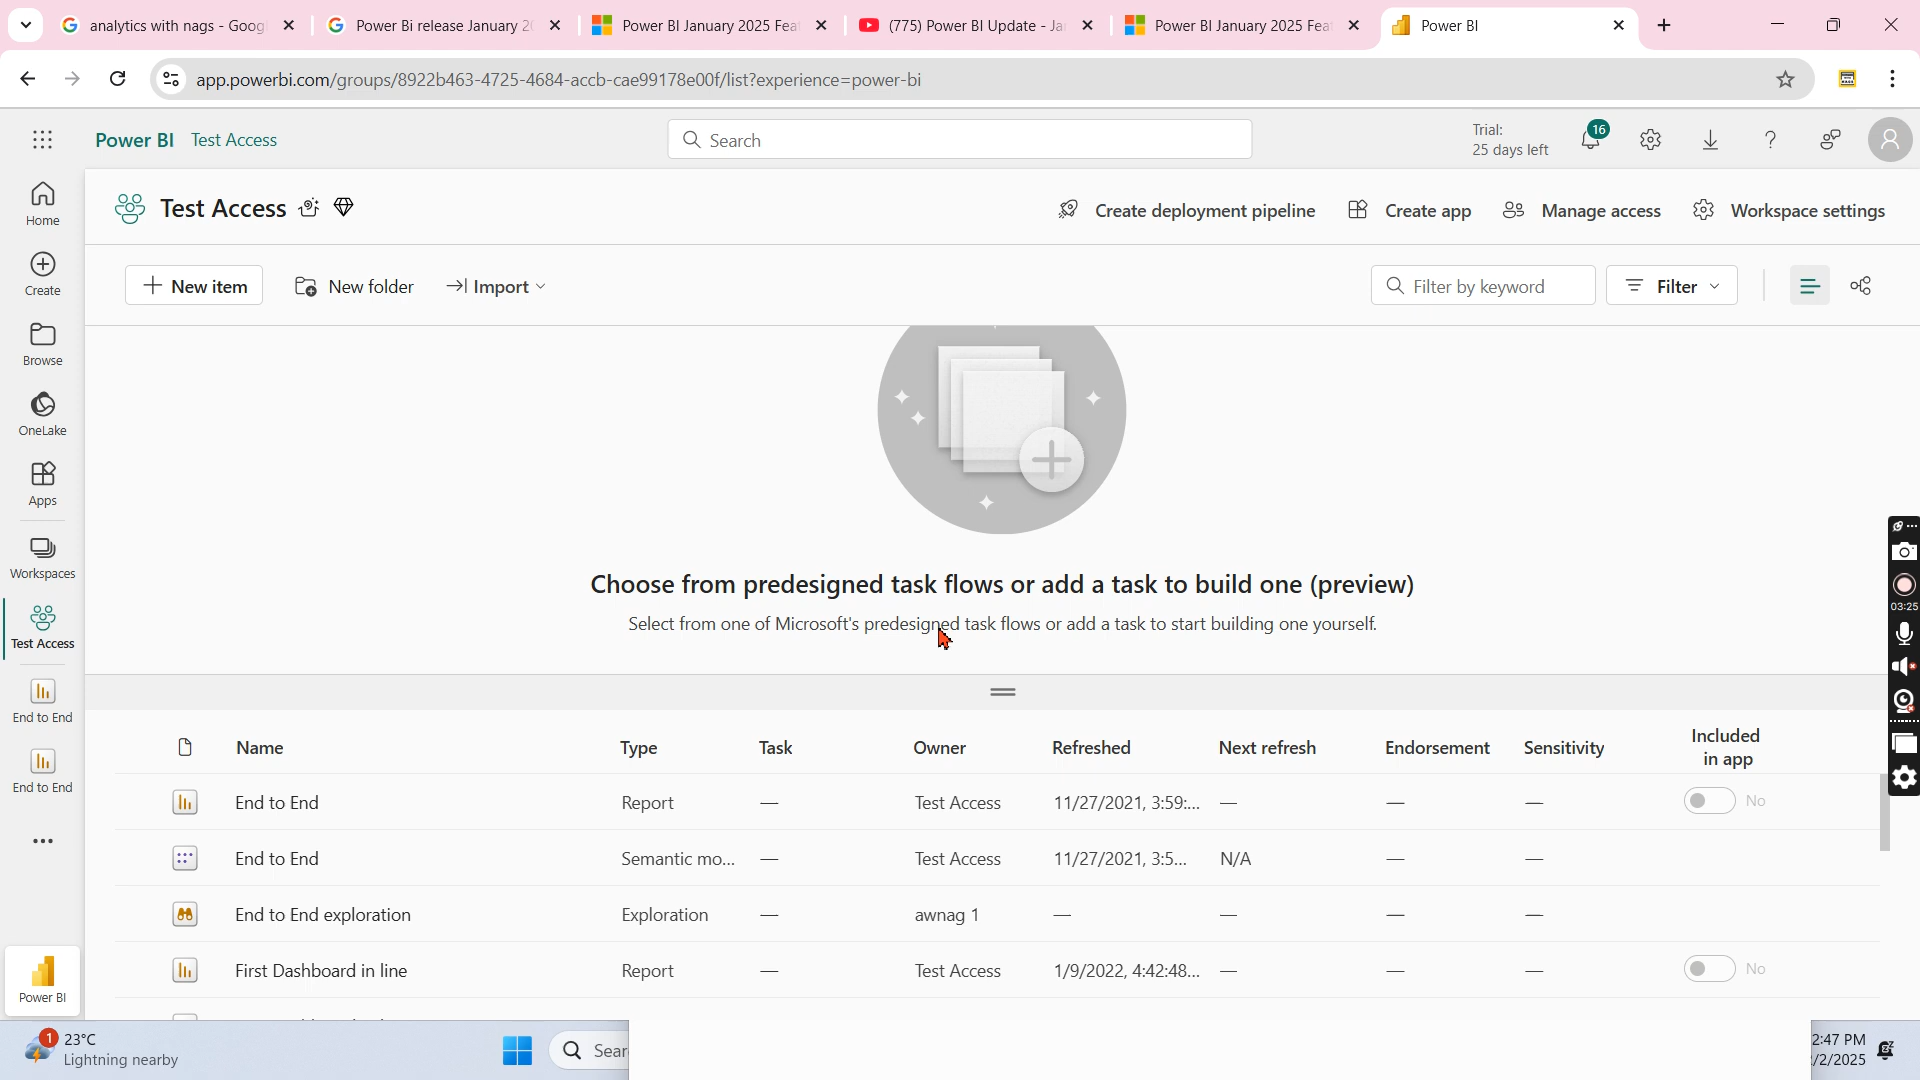 analytics with nags - Goog
Power Bi release January 2
Power BI January 2025 Fea
(775) Power BI Update - Ja
Power BI January 2025 Fea
Power BI
app.powerbi.com/groups/8922b463-4725-4684-accb-cae99178e00f/list?experience=power-bi
Power BI Test Access
Search
Trial:
25 days left
16
Home
Create
Browse
OneLake
Apps
Workspaces
Test Access
End to End
End to End
Power BI
Test Access
Create deployment pipeline
Create app
Manage access
Workspace settings
New item
New folder
Import
Filter by keyword
Filter
Choose from predesigned task flows or add a task to build one (preview)
Select from one of Microsoft's predesigned task flows or add a task to start building one yourself.
Name Type Task Owner Refreshed Next refresh Endorsement Sensitivity Included in app
End to End Report — Test Access 11/27/2021, 3:59:... — — — No
End to End Semantic mo... — Test Access 11/27/2021, 3:5... N/A — —
End to End exploration Exploration — awnag 1 — — — —
First Dashboard in line Report — Test Access 1/9/2022, 4:42:48... — — — No
03:25
1
23°C
Lightning nearby
Sear
2:47 PM
/2/2025